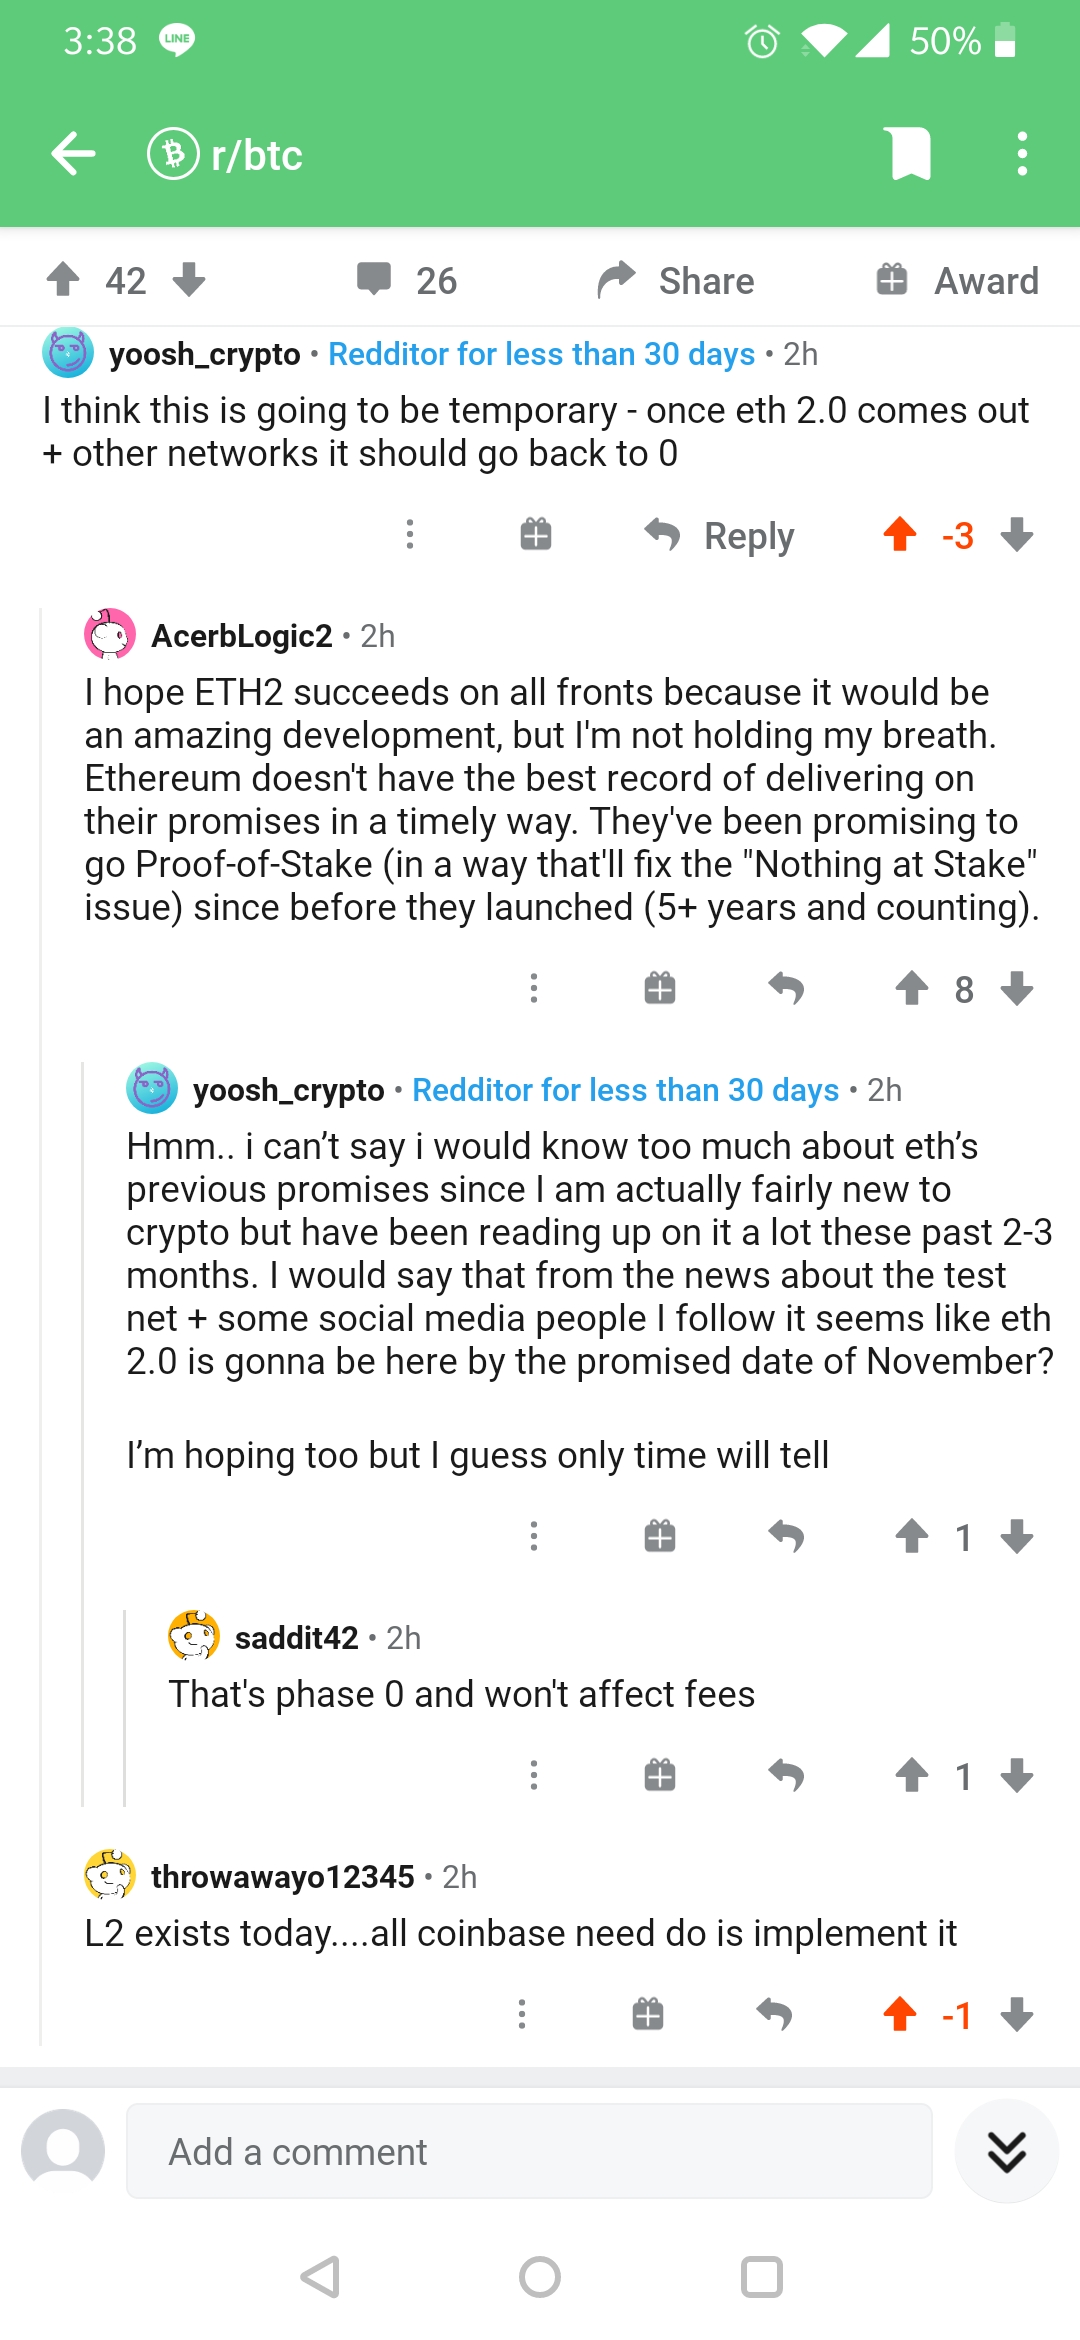 3:38 LINE 50%
r/btc
42 26 Share Award
yoosh_crypto • Redditor for less than 30 days • 2h
I think this is going to be temporary - once eth 2.0 comes out
+ other networks it should go back to 0
Reply -3
AcerbLogic2 • 2h
I hope ETH2 succeeds on all fronts because it would be
an amazing development, but I'm not holding my breath.
Ethereum doesn't have the best record of delivering on
their promises in a timely way. They've been promising to
go Proof-of-Stake (in a way that'll fix the "Nothing at Stake"
issue) since before they launched (5+ years and counting).
8
yoosh_crypto • Redditor for less than 30 days • 2h
Hmm.. i can’t say i would know too much about eth’s
previous promises since I am actually fairly new to
crypto but have been reading up on it a lot these past 2-3
months. I would say that from the news about the test
net + some social media people I follow it seems like eth
2.0 is gonna be here by the promised date of November?
I’m hoping too but I guess only time will tell
1
saddit42 • 2h
That's phase 0 and won't affect fees
1
throwawayo12345 • 2h
L2 exists today....all coinbase need do is implement it
-1
Add a comment